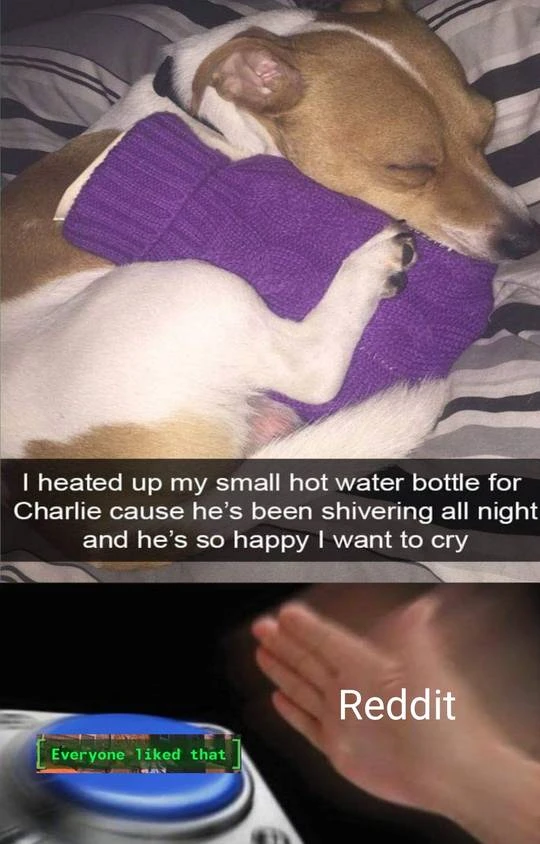 I heated up my small hot water bottle for
Charlie cause he's been shivering all night
and he's so happy I want to cry
Reddit
[Everyone liked that]